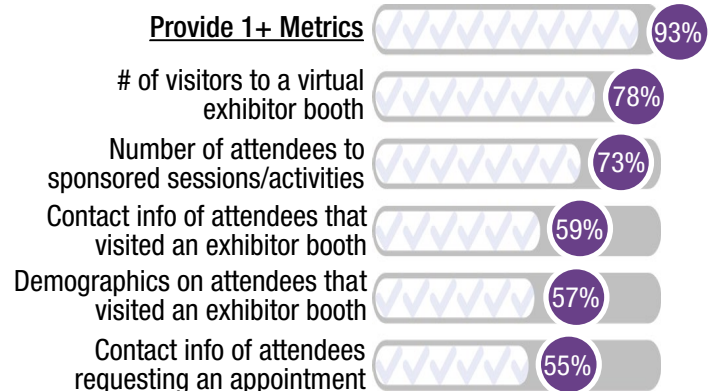 Provide 1+ Metrics 93%
# of visitors to a virtual
exhibitor booth 78%
Number of attendees to
sponsored sessions/activities 73%
Contact info of attendees that
visited an exhibitor booth 59%
Demographics on attendees that
visited an exhibitor booth 57%
Contact info of attendees
requesting an appointment 55%